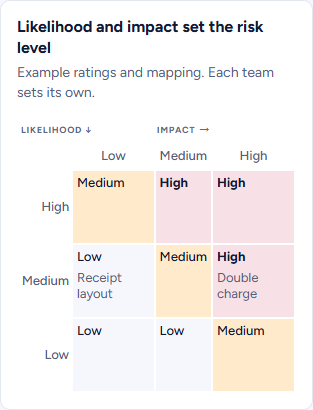 Likelihood and impact set the risk
level
Example ratings and mapping. Each team
sets its own.
LIKELIHOOD ↓ IMPACT →
Low Medium High
High Medium High High
Medium Low Medium High
Receipt Double
layout charge
Low Low Low Medium